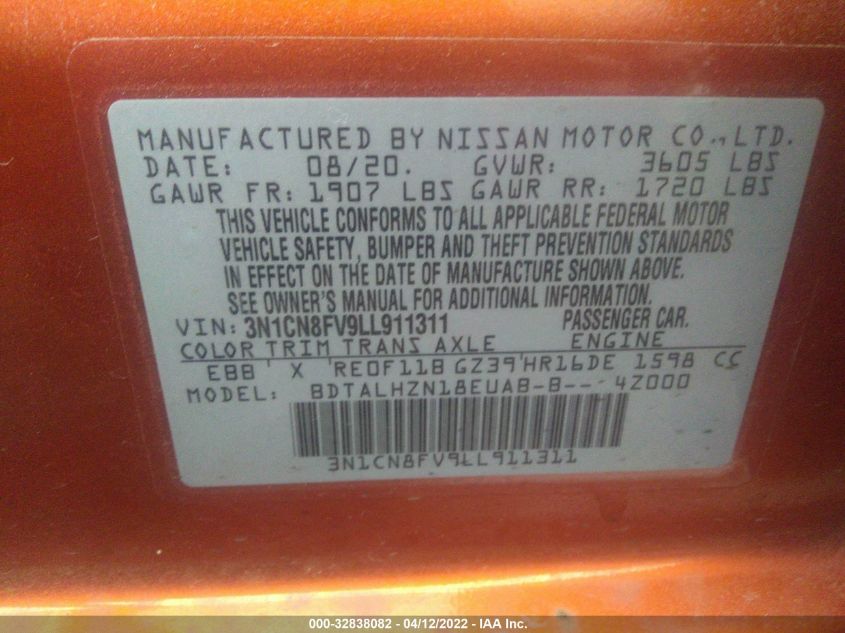 MANUFACTURED BY NISSAN MOTOR CO., LTD.
DATE: 08/20. GVWR: 3605 LBS
GAWR FR: 1907 LBS GAWR RR: 1720 LBS
THIS VEHICLE CONFORMS TO ALL APPLICABLE FEDERAL MOTOR
VEHICLE SAFETY, BUMPER AND THEFT PREVENTION STANDARDS
IN EFFECT ON THE DATE OF MANUFACTURE SHOWN ABOVE.
SEE OWNER'S MANUAL FOR ADDITIONAL INFORMATION.
VIN: 3N1CN8FV9LL911311 PASSENGER CAR.
COLOR TRIM TRANS AXLE ENGINE
EBB X RE0F11B GZ39 HR16DE 1598 CC
MODEL: BDTALHZN18EUAB-B-- 4Z000
3N1CN8FV9LL911311
000-32838082 - 04/12/2022 - IAA Inc.